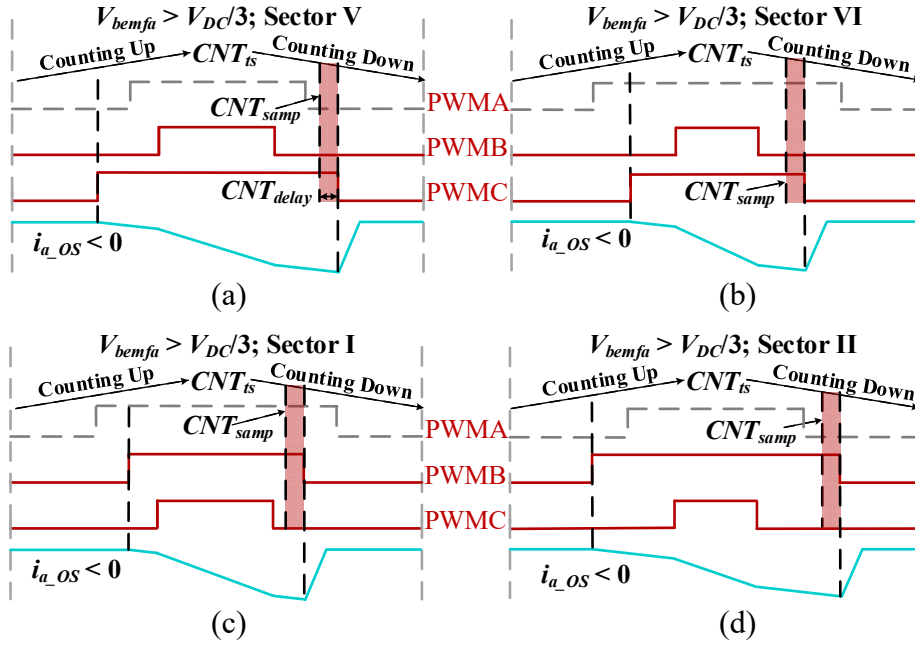 V_bemfa > V_DC/3; Sector V
Counting Up
CNT_ts
Counting Down
CNT_samp
CNT_delay
i_a_OS < 0
(a)
V_bemfa > V_DC/3; Sector VI
Counting Up
CNT_ts
Counting Down
PWMA
PWMB
PWMC
CNT_samp
i_a_OS < 0
(b)
V_bemfa > V_DC/3; Sector I
Counting Up
CNT_ts
Counting Down
CNT_samp
i_a_OS < 0
(c)
V_bemfa > V_DC/3; Sector II
Counting Up
CNT_ts
Counting Down
PWMA
CNT_samp
PWMB
PWMC
i_a_OS < 0
(d)